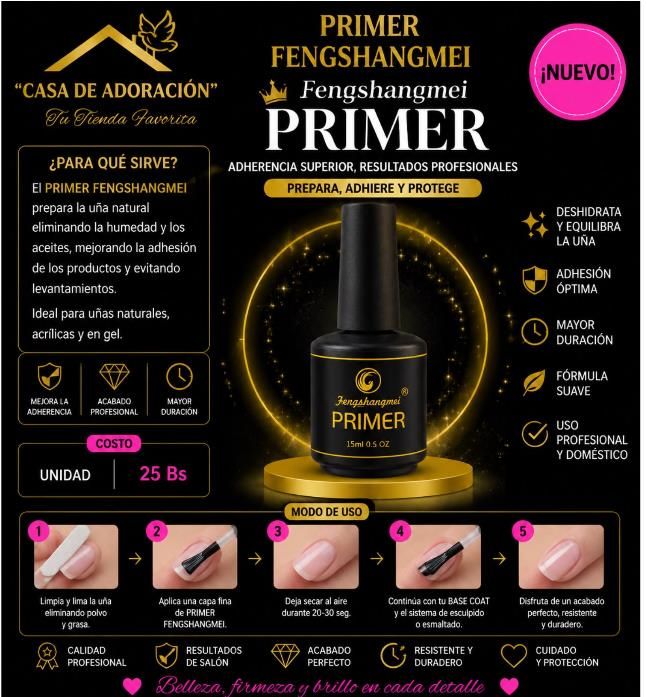 "CASA DE ADORACIÓN"
Tu Tienda Favorita
PRIMER
FENGSHANGMEI
Fengshangmei
PRIMER
ADHERENCIA SUPERIOR, RESULTADOS PROFESIONALES
PREPARA, ADHIERE Y PROTEGE
¡NUEVO!
¿PARA QUÉ SIRVE?
El PRIMER FENGSHANGMEI
prepara la uña natural
eliminando la humedad y los
aceites, mejorando la adhesión
de los productos y evitando
levantamientos.
Ideal para uñas naturales,
acrílicas y en gel.
MEJORA LA
ADHERENCIA
ACABADO
PROFESIONAL
MAYOR
DURACIÓN
COSTO
UNIDAD
25 Bs
Fengshangmei®
PRIMER
15ml 0.5 OZ
DESHIDRATA
Y EQUILIBRA
LA UÑA
ADHESIÓN
ÓPTIMA
MAYOR
DURACIÓN
FÓRMULA
SUAVE
USO
PROFESIONAL
Y DOMÉSTICO
MODO DE USO
1
Limpia y lima la uña
eliminando polvo
y grasa.
2
Aplica una capa fina
de PRIMER
FENGSHANGMEI.
3
Deja secar al aire
durante 20-30 seg.
4
Continúa con tu BASE COAT
y el sistema de esculpido
o esmaltado.
5
Disfruta de un acabado
perfecto, resistente
y duradero.
CALIDAD
PROFESIONAL
RESULTADOS
DE SALÓN
ACABADO
PERFECTO
RESISTENTE Y
DURADERO
CUIDADO
Y PROTECCIÓN
Belleza, firmeza y brillo en cada detalle